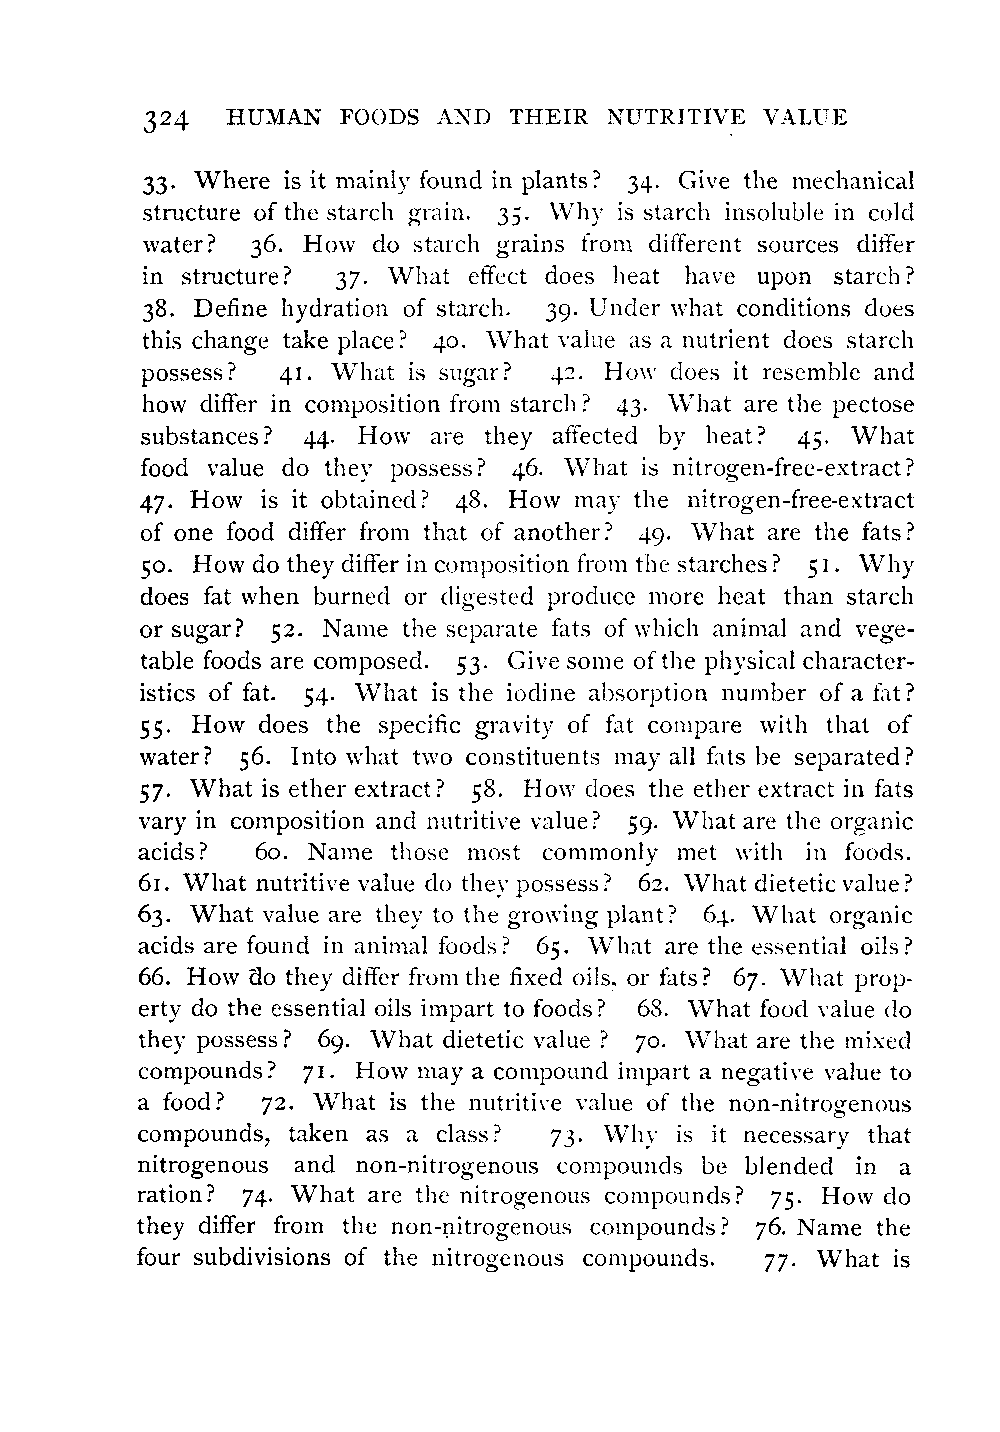 324 HUMAN FOODS AND THEIR NUTRITIVE VALUE
33. Where is it mainly found in plants? 34. Give the mechanical
structure of the starch grain. 35. Why is starch insoluble in cold
water? 36. How do starch grains from different sources differ
in structure? 37. What effect does heat have upon starch?
38. Define hydration of starch. 39. Under what conditions does
this change take place? 40. What value as a nutrient does starch
possess? 41. What is sugar? 42. How does it resemble and
how differ in composition from starch? 43. What are the pectose
substances? 44. How are they affected by heat? 45. What
food value do they possess? 46. What is nitrogen-free-extract?
47. How is it obtained? 48. How may the nitrogen-free-extract
of one food differ from that of another? 49. What are the fats?
50. How do they differ in composition from the starches? 51. Why
does fat when burned or digested produce more heat than starch
or sugar? 52. Name the separate fats of which animal and vege-
table foods are composed. 53. Give some of the physical character-
istics of fat. 54. What is the iodine absorption number of a fat?
55. How does the specific gravity of fat compare with that of
water? 56. Into what two constituents may all fats be separated?
57. What is ether extract? 58. How does the ether extract in fats
vary in composition and nutritive value? 59. What are the organic
acids? 60. Name those most commonly met with in foods.
61. What nutritive value do they possess? 62. What dietetic value?
63. What value are they to the growing plant? 64. What organic
acids are found in animal foods? 65. What are the essential oils?
66. How do they differ from the fixed oils, or fats? 67. What prop-
erty do the essential oils impart to foods? 68. What food value do
they possess? 69. What dietetic value? 70. What are the mixed
compounds? 71. How may a compound impart a negative value to
a food? 72. What is the nutritive value of the non-nitrogenous
compounds, taken as a class? 73. Why is it necessary that
nitrogenous and non-nitrogenous compounds be blended in a
ration? 74. What are the nitrogenous compounds? 75. How do
they differ from the non-nitrogenous compounds? 76. Name the
four subdivisions of the nitrogenous compounds. 77. What is